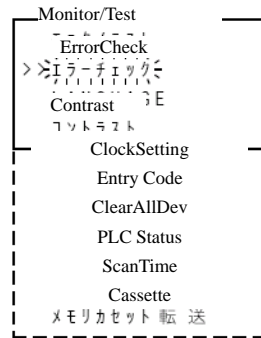 Monitor/Test
ErrorCheck
>>エラーチェック
GE
Contrast
コントラスト
ClockSetting
Entry Code
ClearAllDev
PLC Status
ScanTime
Cassette
メモリカセット転送